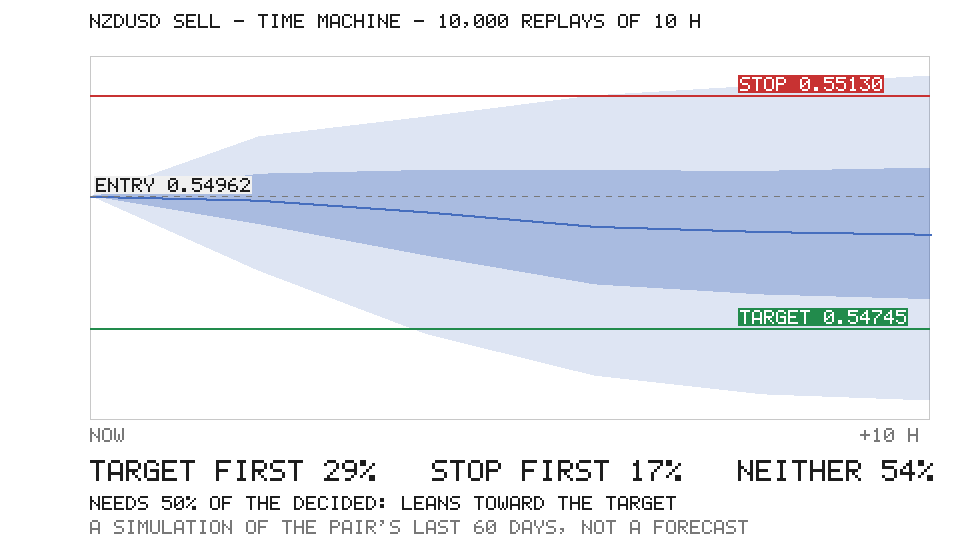 NZDUSD SELL - TIME MACHINE - 10,000 REPLAYS OF 10 H
STOP 0.55130
ENTRY 0.54962
TARGET 0.54745
NOW +10 H
TARGET FIRST 29% STOP FIRST 17% NEITHER 54%
NEEDS 50% OF THE DECIDED: LEANS TOWARD THE TARGET
A SIMULATION OF THE PAIR'S LAST 60 DAYS, NOT A FORECAST